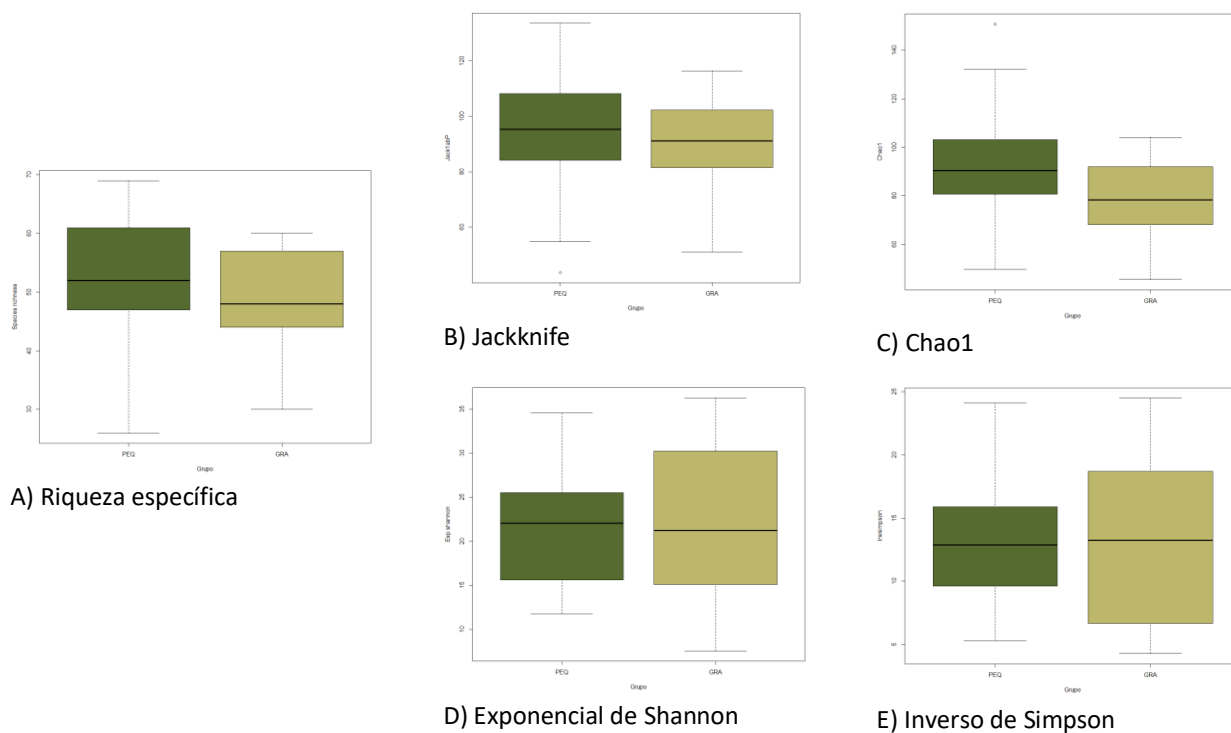 Species richness
70
60
50
40
30
PEQ
GRA
Grupo
A) Riqueza específica
Jack1abP
120
100
80
60
PEQ
GRA
Grupo
B) Jackknife
Chao1
140
120
100
80
60
PEQ
GRA
Grupo
C) Chao1
Exp.shannon
35
30
25
20
15
10
PEQ
GRA
Grupo
D) Exponencial de Shannon
Invsimpson
25
20
15
10
5
PEQ
GRA
Grupo
E) Inverso de Simpson